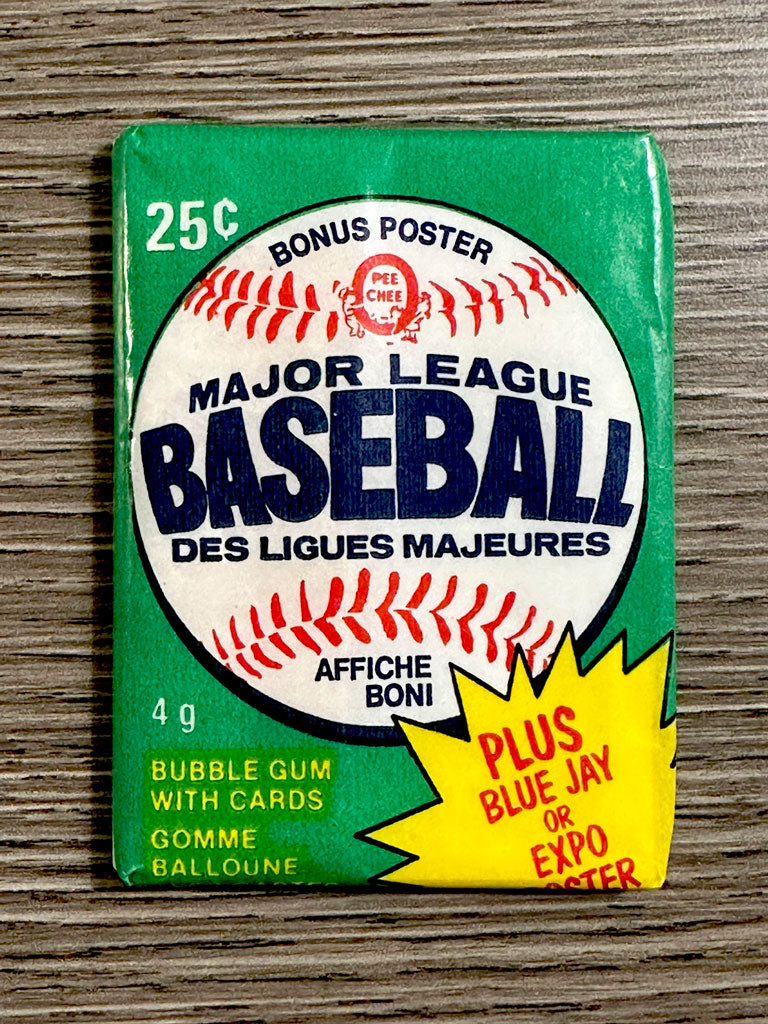 25¢
BONUS POSTER
PEE
CHEE
MAJOR LEAGUE
BASEBALL
DES LIGUES MAJEURES
AFFICHE
BONI
4 g
BUBBLE GUM
WITH CARDS
GOMME
BALLOUNE
PLUS
BLUE JAY
OR
EXPO
OSTER